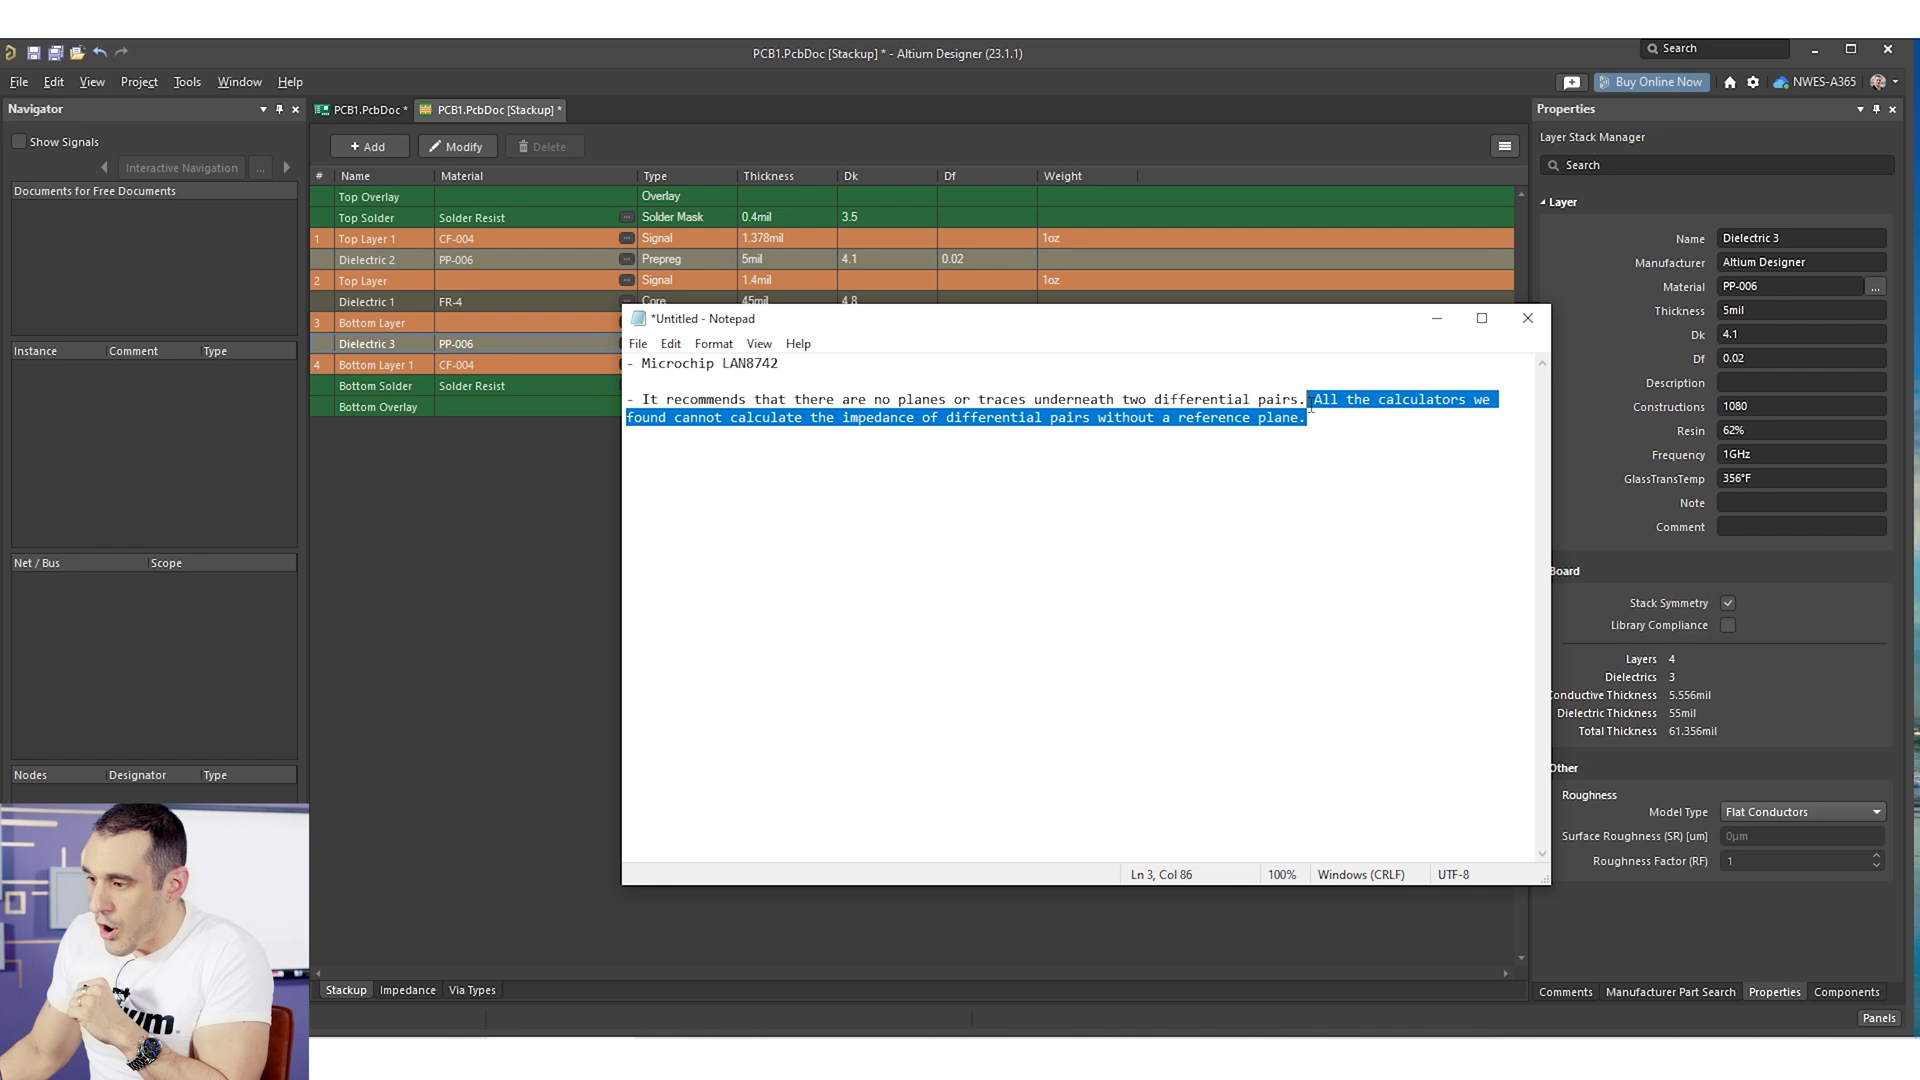 PCB1.PcbDoc [Stackup] * - Altium Designer (23.1.1)
Search
File Edit View Project Tools Window Help
Buy Online Now
NWES-A365
Navigator
PCB1.PcbDoc *
PCB1.PcbDoc [Stackup] *
Properties
Show Signals
Interactive Navigation ...
Documents for Free Documents
Instance Comment Type
Net / Bus Scope
Nodes Designator Type
+ Add Modify Delete
# Name Material Type Thickness Dk Df Weight
Top Overlay Overlay
Top Solder Solder Resist Solder Mask 0.4mil 3.5
1 Top Layer 1 CF-004 Signal 1.378mil 1oz
Dielectric 2 PP-006 Prepreg 5mil 4.1 0.02
2 Top Layer Signal 1.4mil 1oz
Dielectric 1 FR-4 Core 45mil 4.8
3 Bottom Layer
Dielectric 3 PP-006
4 Bottom Layer 1 CF-004
Bottom Solder Solder Resist
Bottom Overlay
*Untitled - Notepad
File Edit Format View Help
- Microchip LAN8742
- It recommends that there are no planes or traces underneath two differential pairs. All the calculators we
found cannot calculate the impedance of differential pairs without a reference plane.
Ln 3, Col 86 100% Windows (CRLF) UTF-8
Stackup Impedance Via Types
Layer Stack Manager
Search
Layer
Name Dielectric 3
Manufacturer Altium Designer
Material PP-006 ...
Thickness 5mil
Dk 4.1
Df 0.02
Description
Constructions 1080
Resin 62%
Frequency 1GHz
GlassTransTemp 356°F
Note
Comment
Board
Stack Symmetry
Library Compliance
Layers 4
Dielectrics 3
Conductive Thickness 5.556mil
Dielectric Thickness 55mil
Total Thickness 61.356mil
Other
Roughness
Model Type Flat Conductors
Surface Roughness (SR) [um] 0μm
Roughness Factor (RF) 1
Comments Manufacturer Part Search Properties Components
Panels